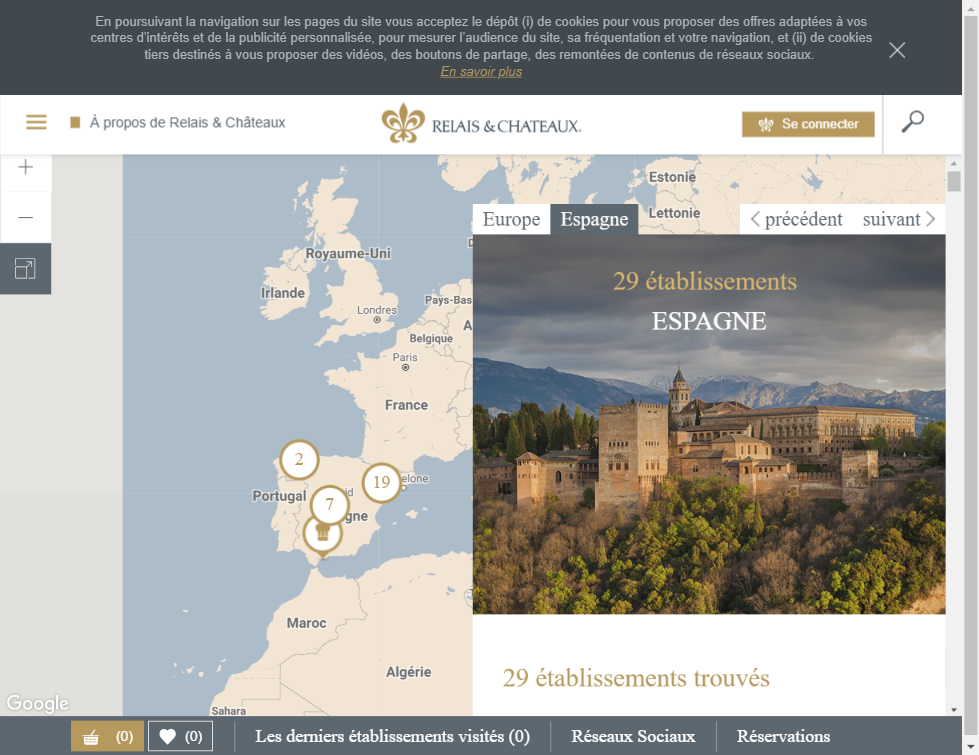 En poursuivant la navigation sur les pages du site vous acceptez le dépôt (i) de cookies pour vous proposer des offres adaptées à vos
centres d'intérêts et de la publicité personnalisée, pour mesurer l'audience du site, sa fréquentation et votre navigation, et (ii) de cookies
tiers destinés à vous proposer des vidéos, des boutons de partage, des remontées de contenus de réseaux sociaux.
En savoir plus
À propos de Relais & Châteaux
RELAIS & CHATEAUX
Se connecter
Estonie
Lettonie
Europe
Espagne
précédent
suivant
Royaume-Uni
Irlande
Londres
Pays-Bas
Belgique
Paris
France
29 établissements
ESPAGNE
2
19
elone
Portugal
7
id
gne
Maroc
Algérie
Sahara
Google
29 établissements trouvés
(0)
(0)
Les derniers établissements visités (0)
Réseaux Sociaux
Réservations